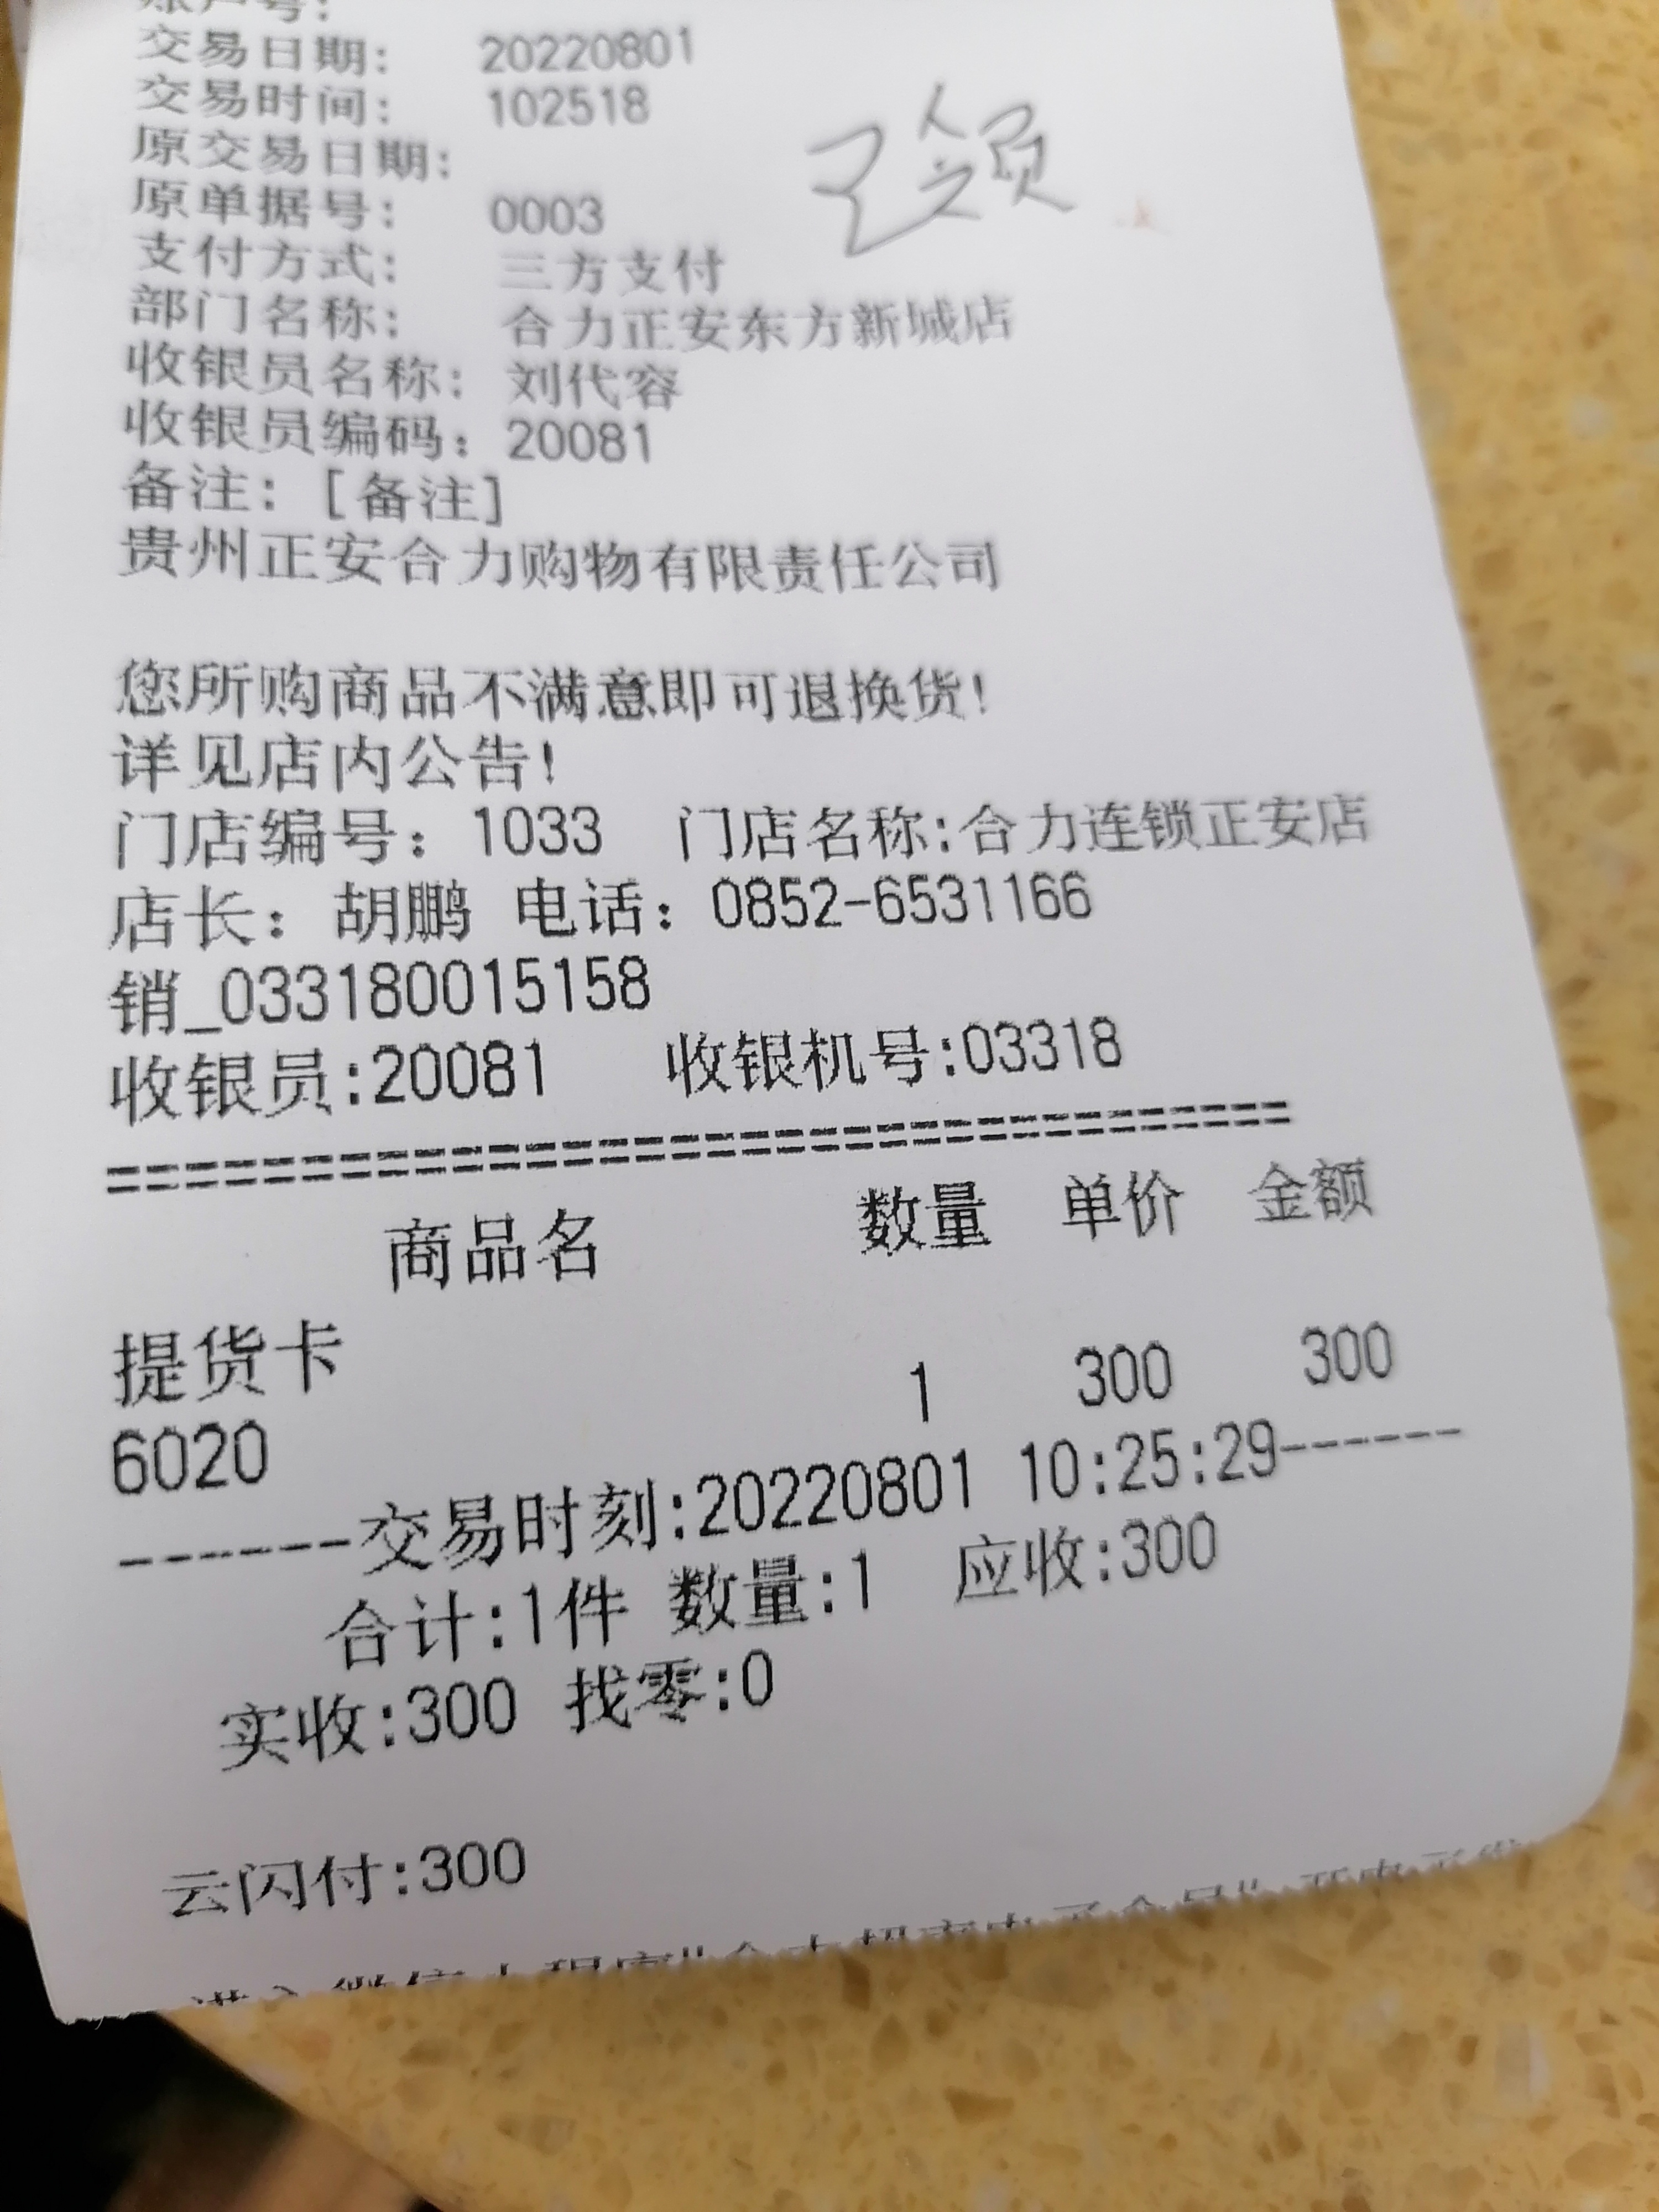 账户号:
交易日期: 20220801
交易时间: 102518
原交易日期:
原单据号: 0003
已领
支付方式: 三方支付
部门名称: 合力正安东方新城店
收银员名称: 刘代容
收银员编码: 20081
备注: [备注]
贵州正安合力购物有限责任公司
您所购商品不满意即可退换货!
详见店内公告!
门店编号: 1033 门店名称:合力连锁正安店
店长: 胡鹏 电话: 0852-6531166
销_033180015158
收银员:20081 收银机号:03318
==============================
商品名 数量 单价 金额
提货卡
6020 1 300 300
------交易时刻:20220801 10:25:29------
合计:1件 数量:1 应收:300
实收:300 找零:0
云闪付:300